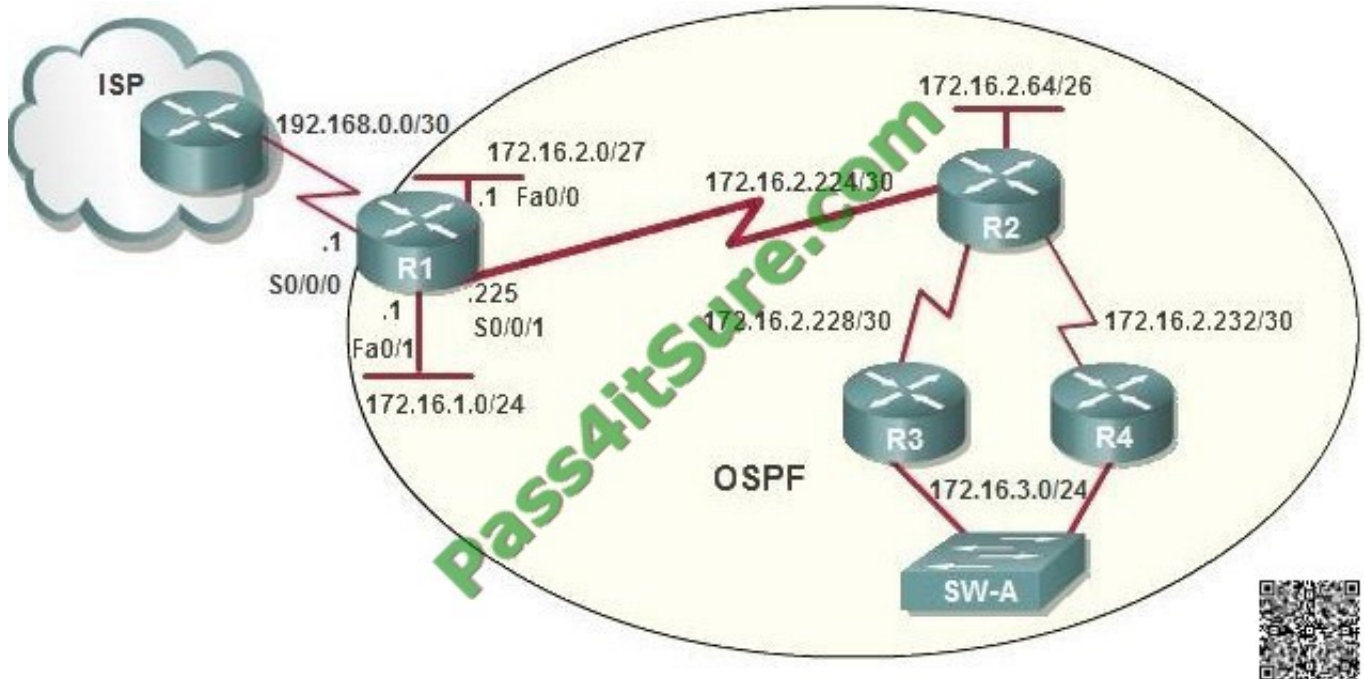 ISP
192.168.0.0/30
172.16.2.0/27
.1 Fa0/0
172.16.2.224/30
172.16.2.64/26
R2
.1
S0/0/0
R1
.225
S0/0/1
.1
Fa0/1
172.16.1.0/24
172.16.2.228/30
172.16.2.232/30
R3
R4
OSPF
172.16.3.0/24
SW-A
Pass4itSure.com